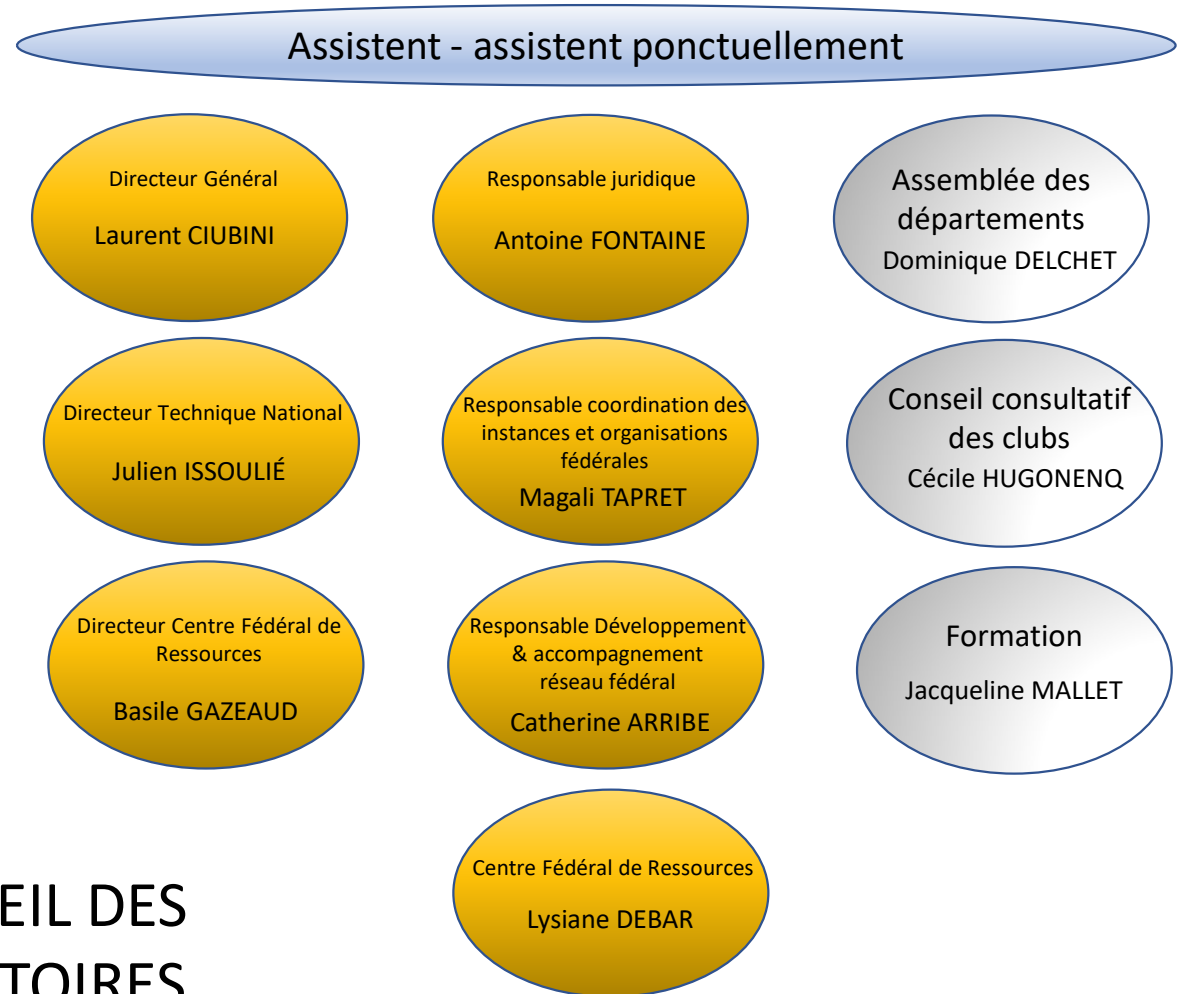 Assistent - assistent ponctuellement
Directeur Général
Laurent CIUBINI
Responsable juridique
Antoine FONTAINE
Assemblée des
départements
Dominique DELCHET
Directeur Technique National
Julien ISSOULIÉ
Responsable coordination des
instances et organisations
fédérales
Magali TAPRET
Conseil consultatif
des clubs
Cécile HUGONENQ
Directeur Centre Fédéral de
Ressources
Basile GAZEAUD
Responsable Développement
& accompagnement
réseau fédéral
Catherine ARRIBE
Formation
Jacqueline MALLET
Centre Fédéral de Ressources
Lysiane DEBAR
EIL DES
TOIRES